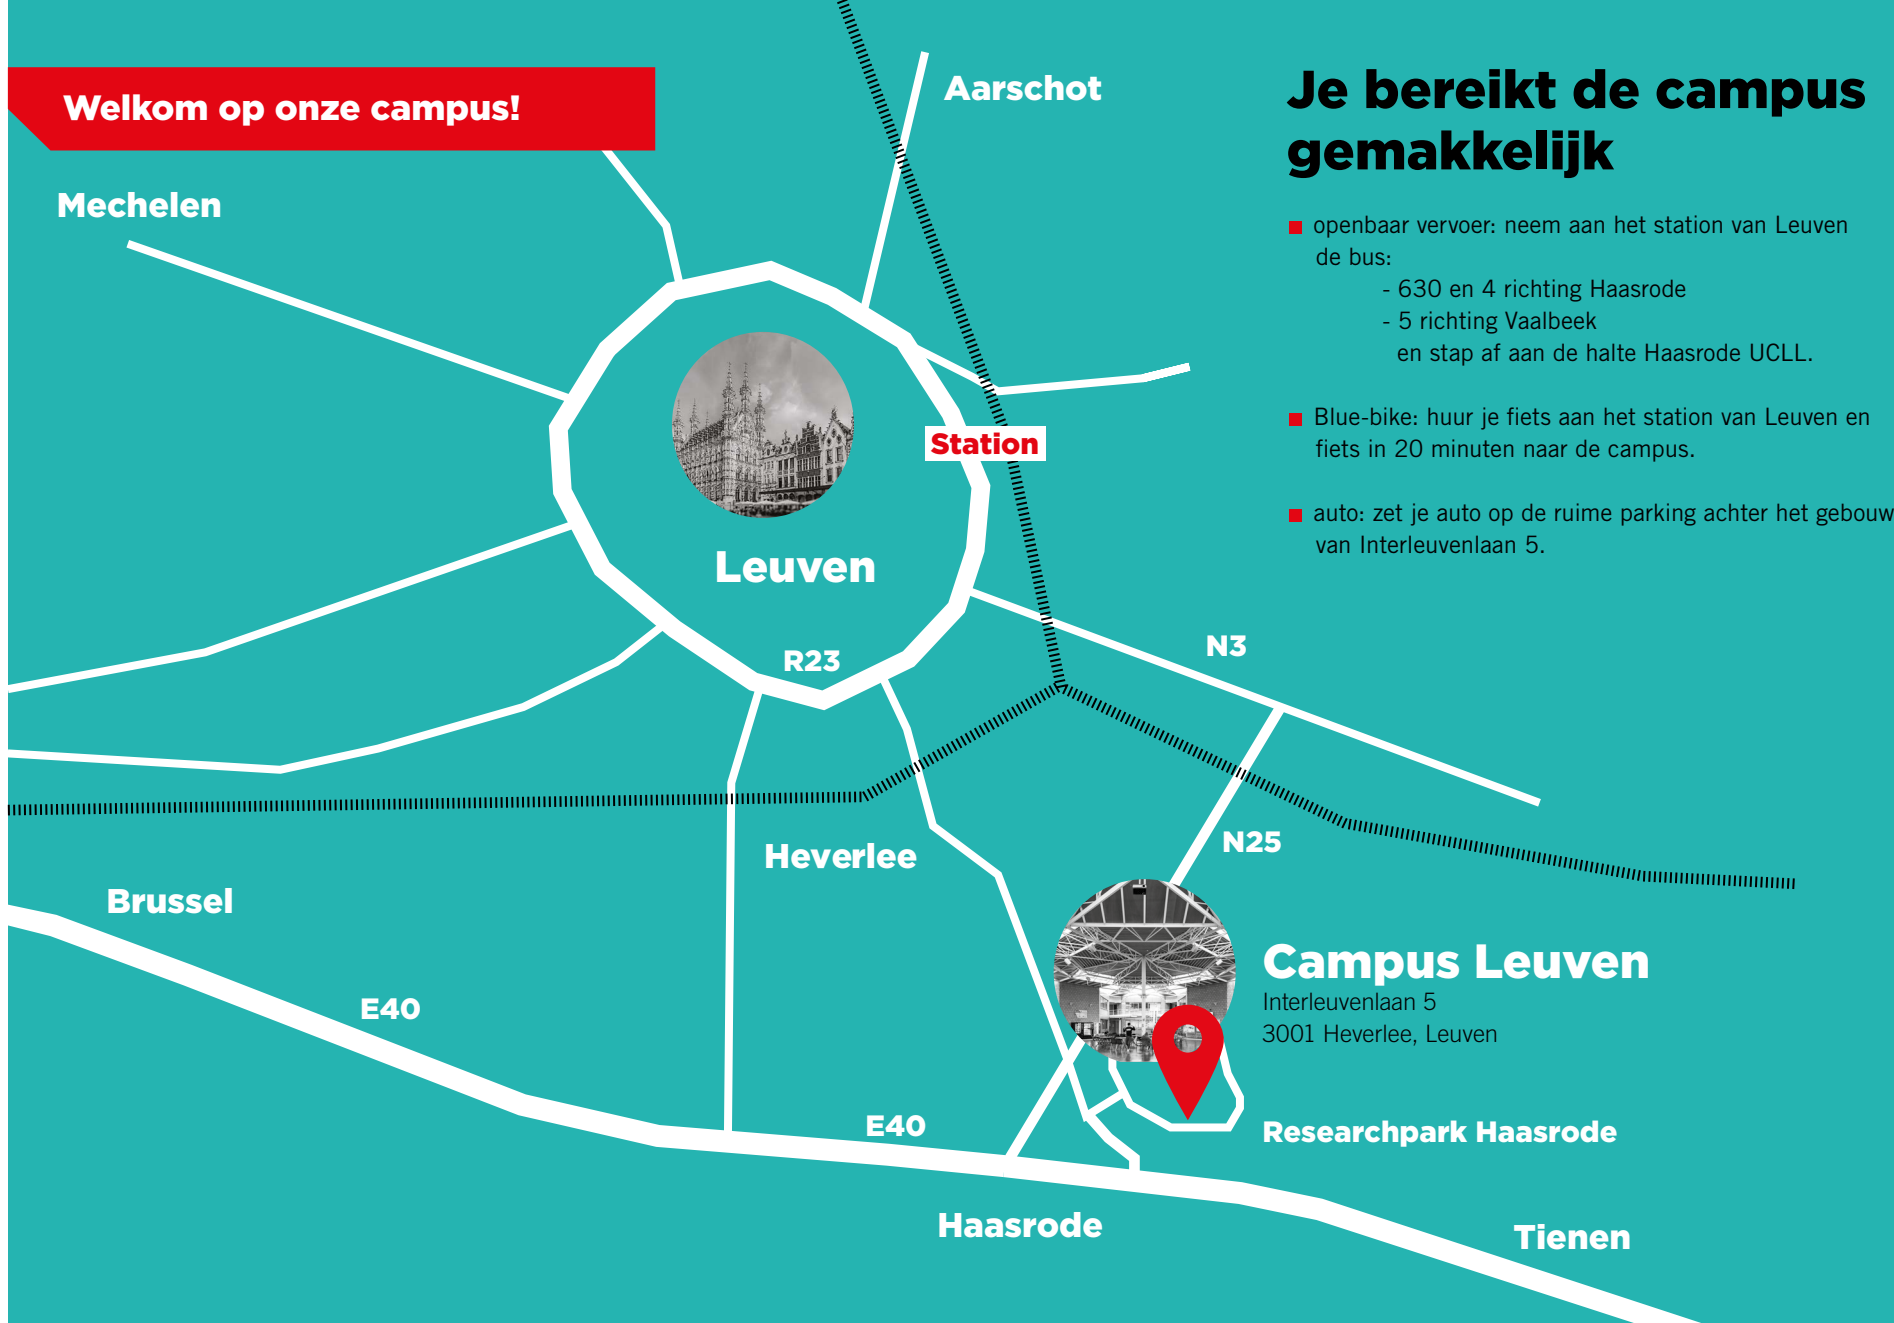 Welkom op onze campus!
Aarschot
Mechelen
Je bereikt de campus
gemakkelijk
openbaar vervoer: neem aan het station van Leuven
de bus:
- 630 en 4 richting Haasrode
- 5 richting Vaalbeek
en stap af aan de halte Haasrode UCLL.
Blue-bike: huur je fiets aan het station van Leuven en
fiets in 20 minuten naar de campus.
auto: zet je auto op de ruime parking achter het gebouw
van Interleuvenlaan 5.
Station
Leuven
R23
N3
N25
Heverlee
Brussel
E40
Campus Leuven
Interleuvenlaan 5
3001 Heverlee, Leuven
E40
Researchpark Haasrode
Haasrode
Tienen